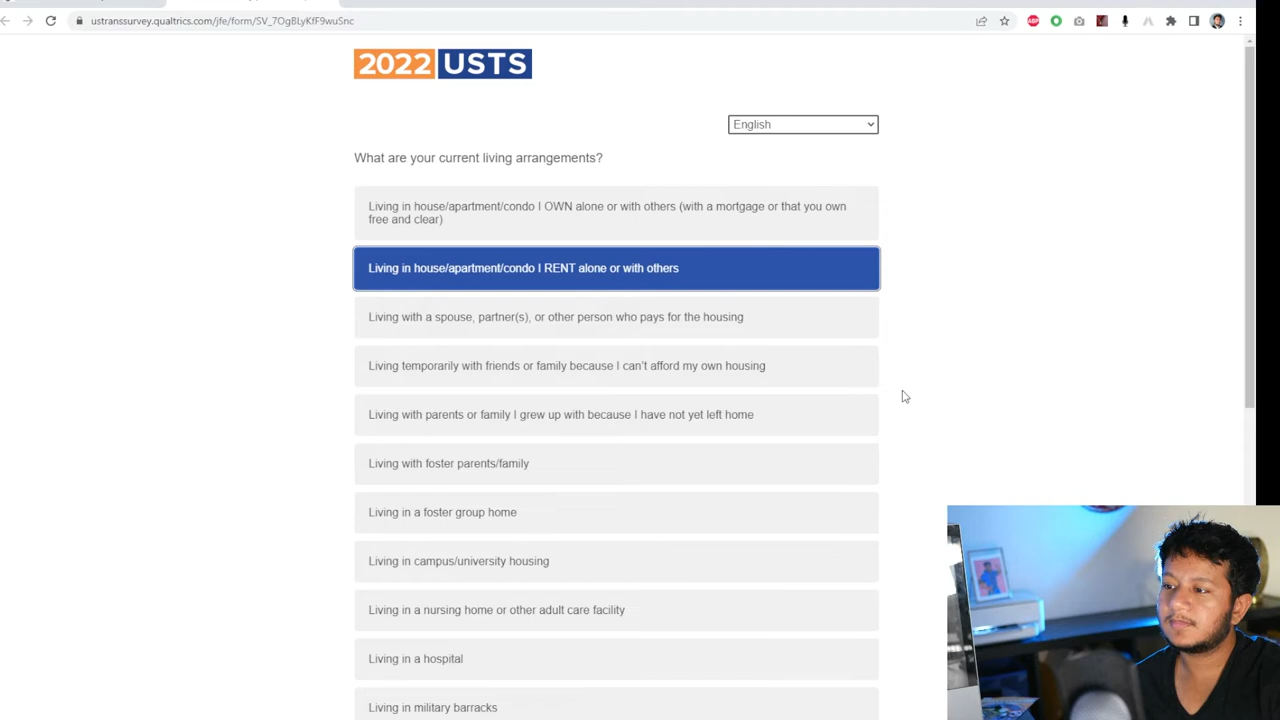 ustranssurvey.qualtrics.com/jfe/form/SV_7OgBLyKfF9wuSnc
ABP
2022 USTS
English
What are your current living arrangements?
Living in house/apartment/condo I OWN alone or with others (with a mortgage or that you own
free and clear)
Living in house/apartment/condo I RENT alone or with others
Living with a spouse, partner(s), or other person who pays for the housing
Living temporarily with friends or family because I can’t afford my own housing
Living with parents or family I grew up with because I have not yet left home
Living with foster parents/family
Living in a foster group home
Living in campus/university housing
Living in a nursing home or other adult care facility
Living in a hospital
Living in military barracks